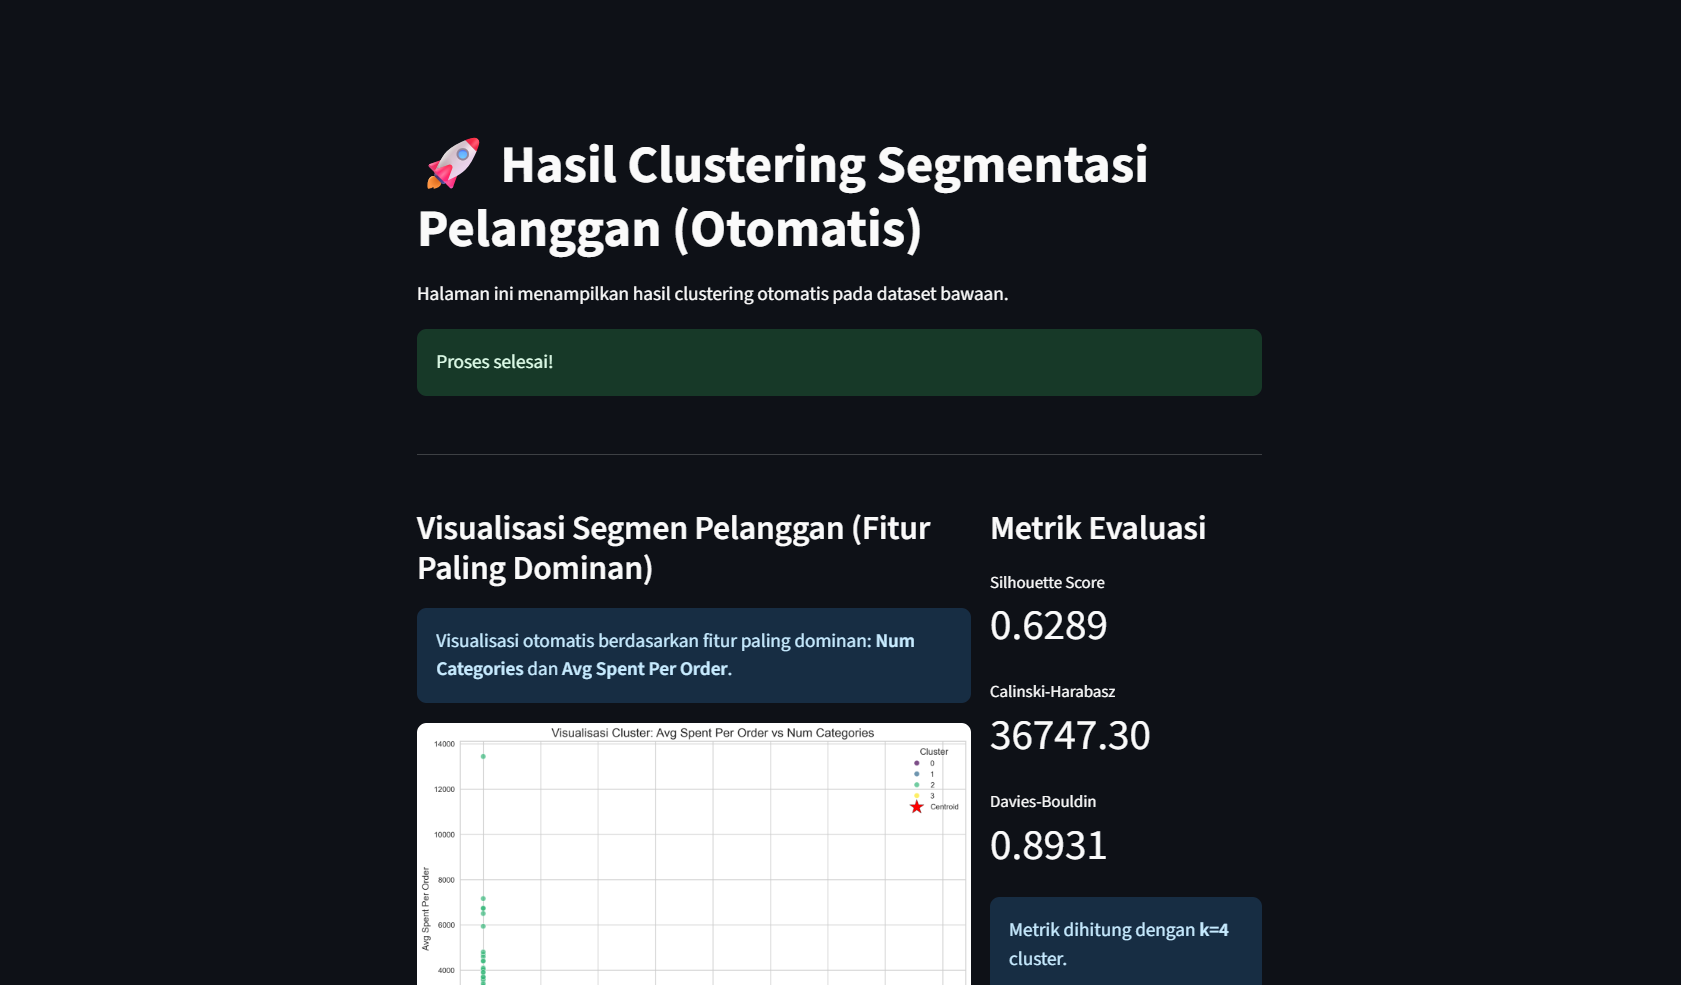 🚀 Hasil Clustering Segmentasi
Pelanggan (Otomatis)
Halaman ini menampilkan hasil clustering otomatis pada dataset bawaan.
Proses selesai!
Visualisasi Segmen Pelanggan (Fitur
Paling Dominan)
Visualisasi otomatis berdasarkan fitur paling dominan: Num
Categories dan Avg Spent Per Order.
Visualisasi Cluster: Avg Spent Per Order vs Num Categories
Cluster
0
1
2
3
Centroid
14000
12000
10000
8000
6000
4000
Avg Spent Per Order
Metrik Evaluasi
Silhouette Score
0.6289
Calinski-Harabasz
36747.30
Davies-Bouldin
0.8931
Metrik dihitung dengan k=4
cluster.